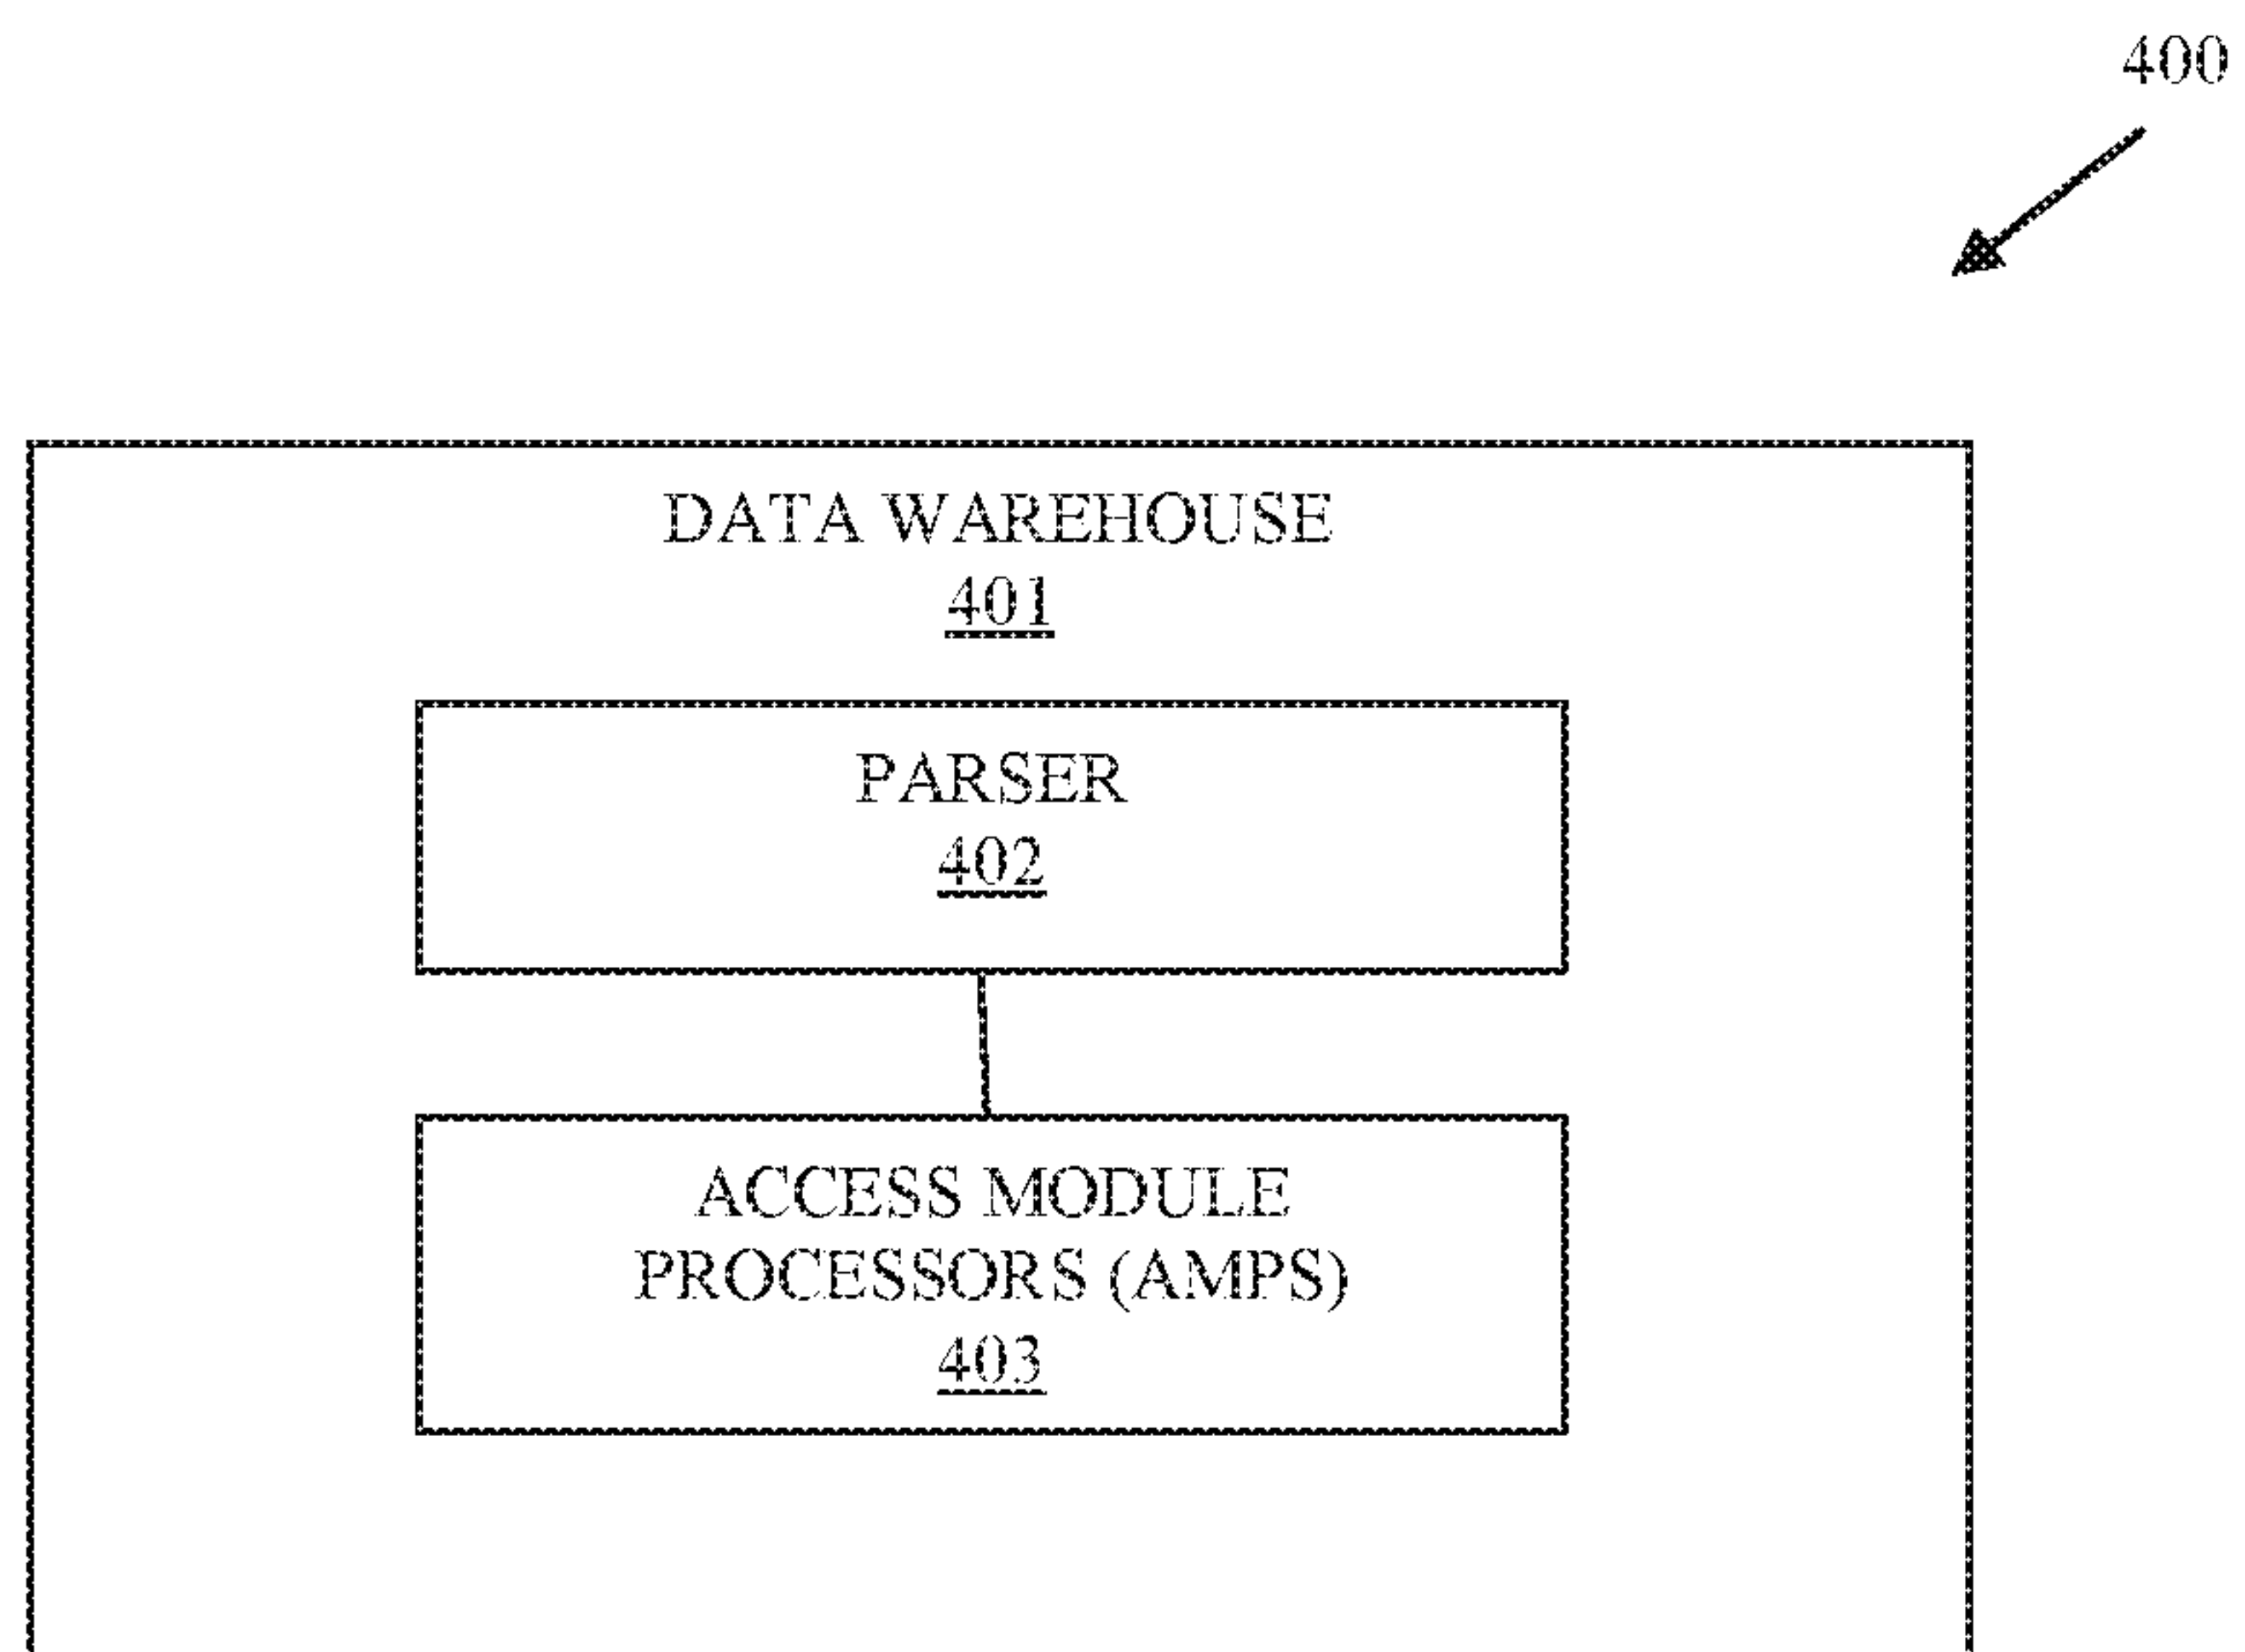 400
DATA WAREHOUSE
401
PARSER
402
ACCESS MODULE
PROCESSORS (AMPS)
403